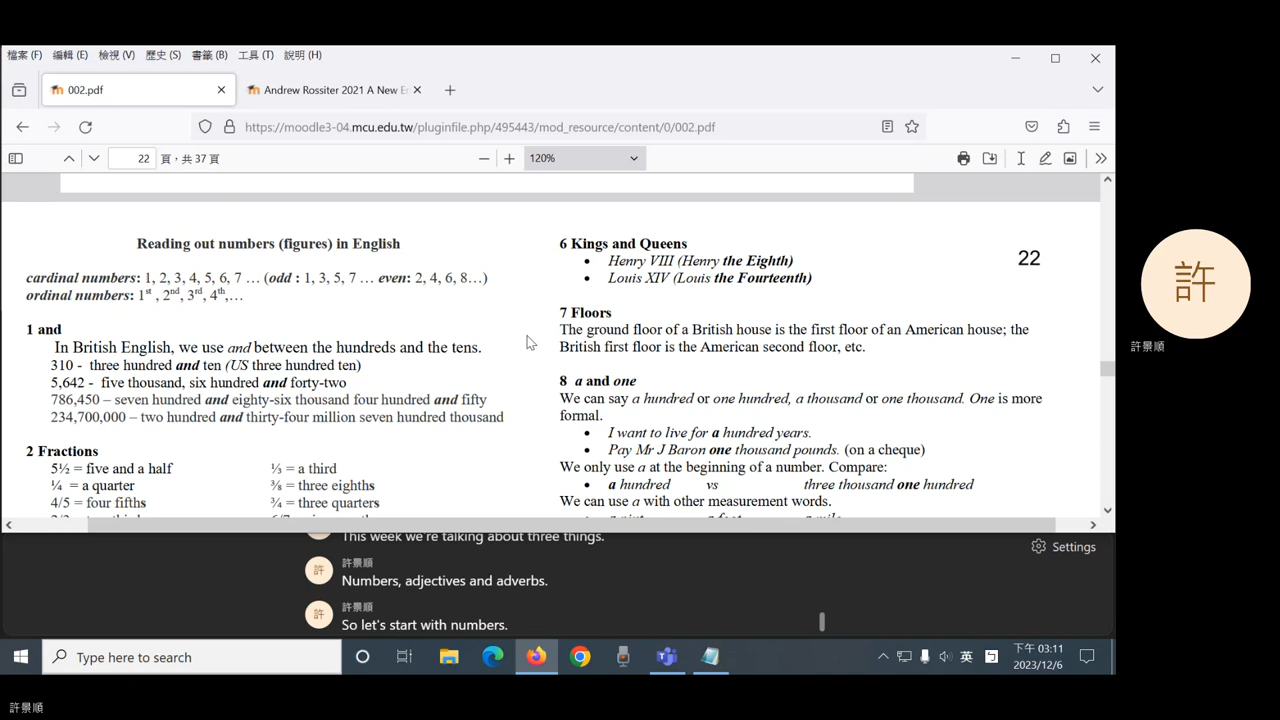 檔案 (F) 編輯 (E) 檢視 (V) 歷史 (S) 書籤 (B) 工具 (T) 說明 (H)
002.pdf
Andrew Rossiter 2021 A New E
https://moodle3-04.mcu.edu.tw/pluginfile.php/495443/mod_resource/content/0/002.pdf
22 頁，共 37 頁
120%
Reading out numbers (figures) in English
cardinal numbers: 1, 2, 3, 4, 5, 6, 7 … (odd : 1, 3, 5, 7 … even: 2, 4, 6, 8…)
ordinal numbers: 1st , 2nd, 3rd, 4th,…
1 and
In British English, we use and between the hundreds and the tens.
310 - three hundred and ten (US three hundred ten)
5,642 - five thousand, six hundred and forty-two
786,450 – seven hundred and eighty-six thousand four hundred and fifty
234,700,000 – two hundred and thirty-four million seven hundred thousand
2 Fractions
5½ = five and a half ⅓ = a third
¼ = a quarter ⅜ = three eighths
4/5 = four fifths ¾ = three quarters
6 Kings and Queens
22
• Henry VIII (Henry the Eighth)
• Louis XIV (Louis the Fourteenth)
7 Floors
The ground floor of a British house is the first floor of an American house; the
British first floor is the American second floor, etc.
8 a and one
We can say a hundred or one hundred, a thousand or one thousand. One is more
formal.
• I want to live for a hundred years.
• Pay Mr J Baron one thousand pounds. (on a cheque)
We only use a at the beginning of a number. Compare:
• a hundred vs three thousand one hundred
We can use a with other measurement words.
This week we're talking about three things.
Settings
許
許景順
Numbers, adjectives and adverbs.
許
許景順
So let's start with numbers.
許
許景順
Type here to search
英
下午 03:11
2023/12/6
許景順